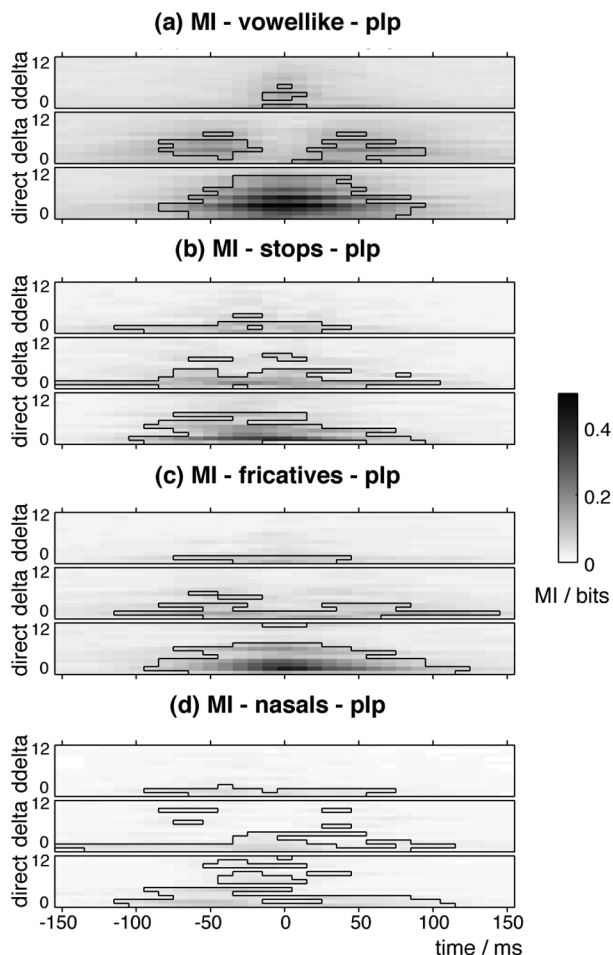 (a) MI - vowellike - plp
ddelta
12
0
delta
12
0
direct
12
0
(b) MI - stops - plp
ddelta
12
0
delta
12
0
direct
12
0
(c) MI - fricatives - plp
ddelta
12
0
delta
12
0
direct
12
0
(d) MI - nasals - plp
ddelta
12
0
delta
12
0
direct
12
0
-150 -100 -50 0 50 100 150
time / ms
0.4
0.2
0
MI / bits